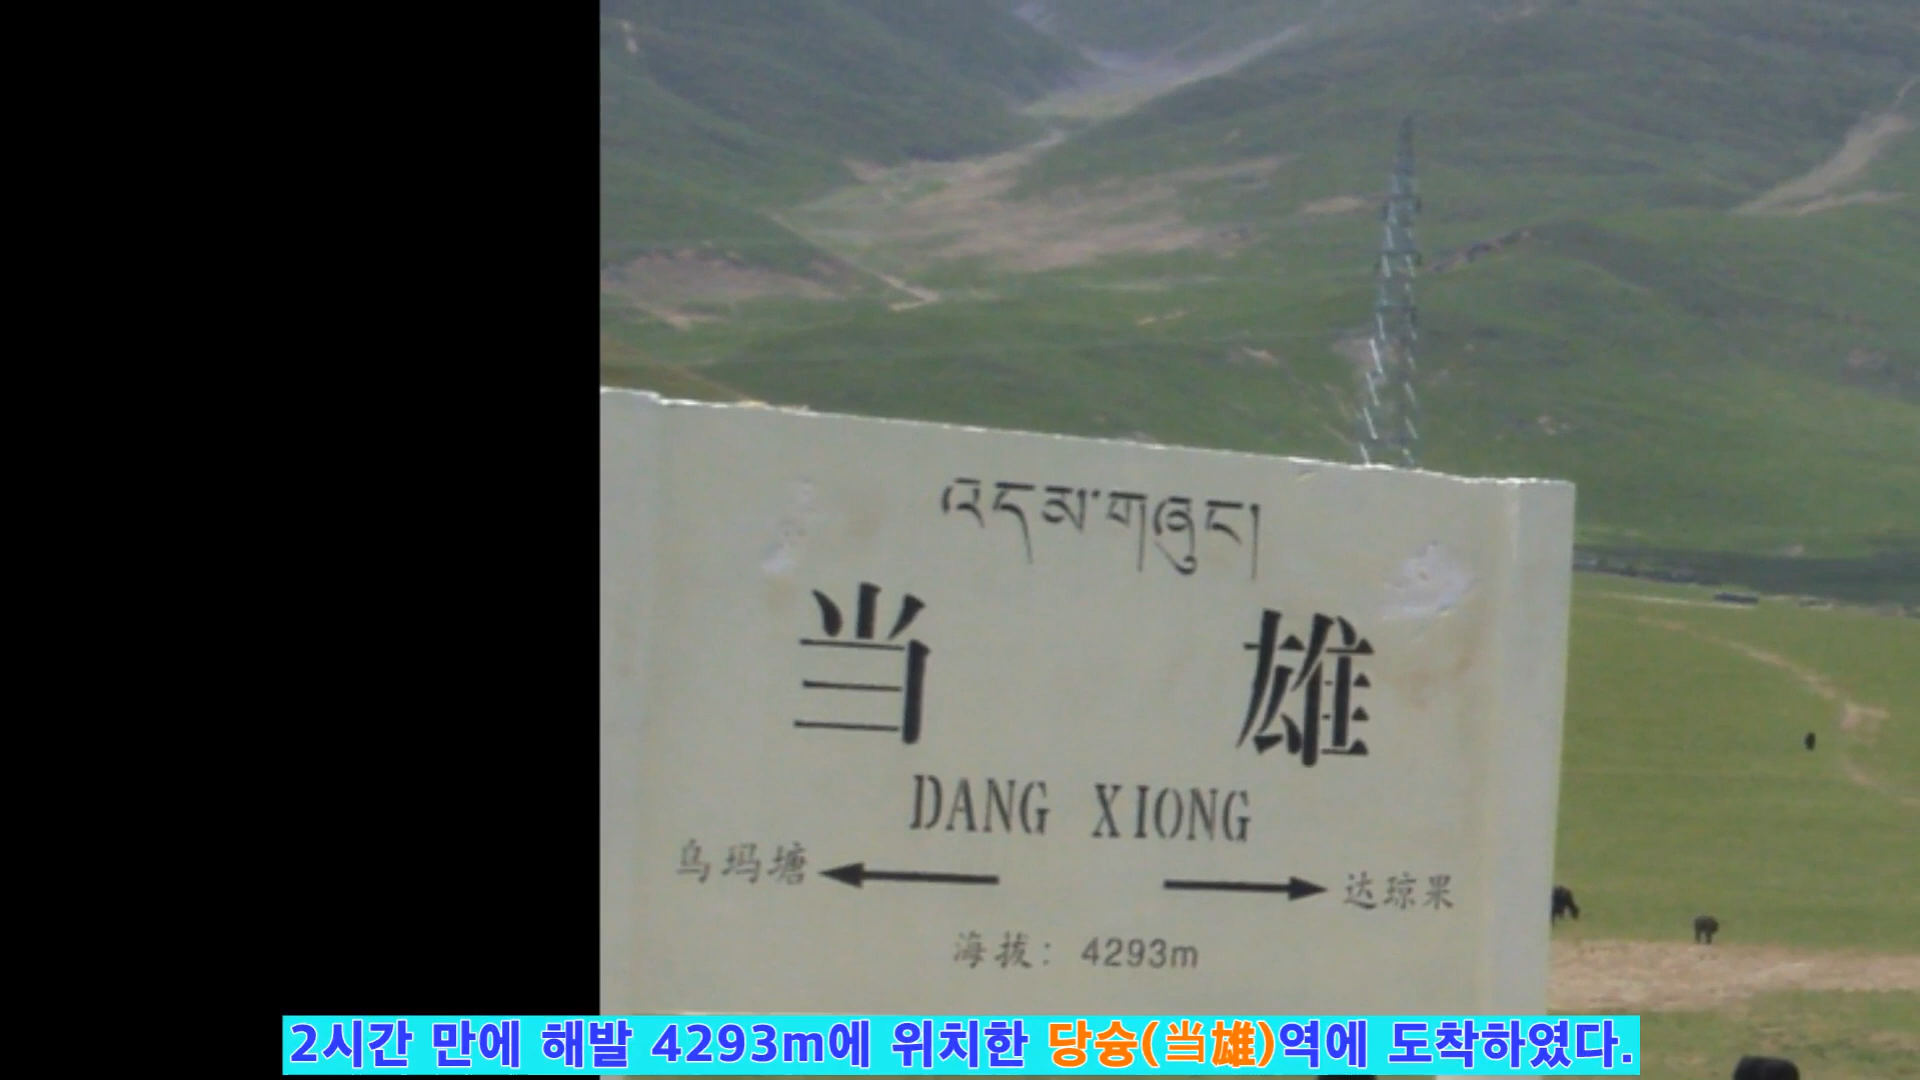 འདམ་གཞུང།
当 雄
DANG XIONG
乌玛塘 达琼果
海拔：4293m
2시간 만에 해발 4293m에 위치한 당슝(当雄)역에 도착하였다.